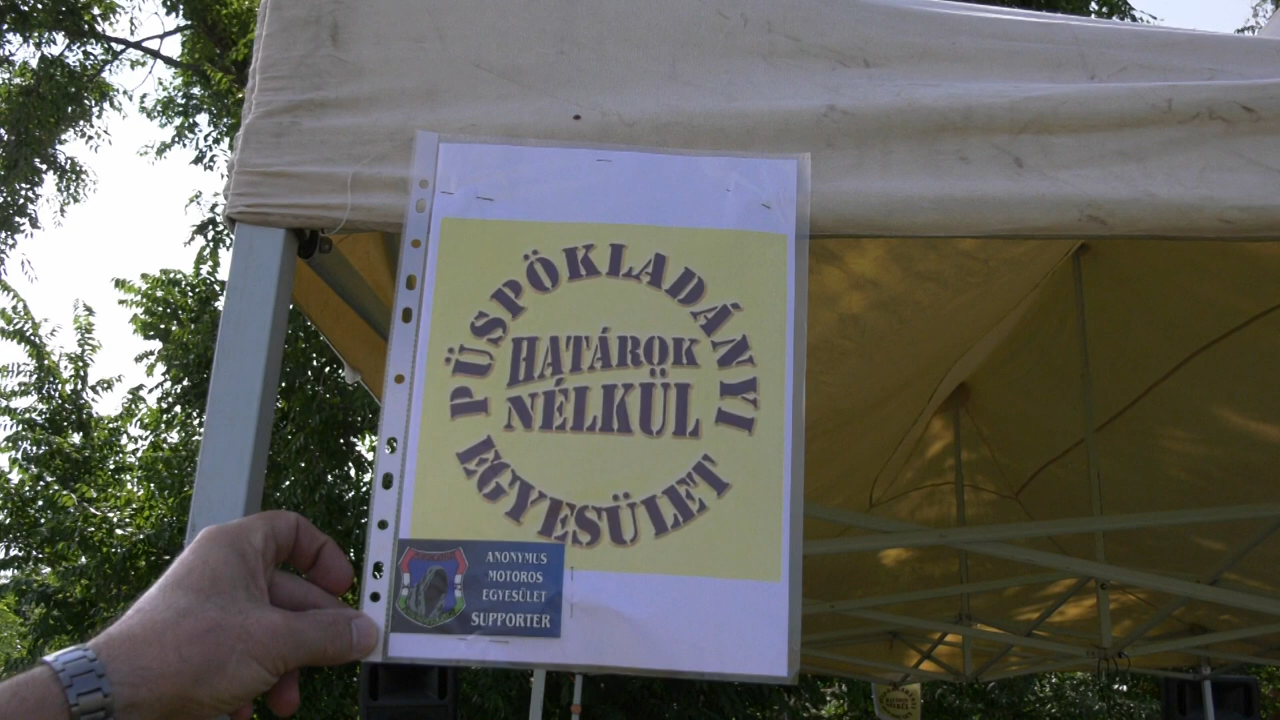 PÜSPÖKLADÁNYI
HATÁROK
NÉLKÜL
EGYESÜLET
ANONYMUS
MOTOROS
EGYESÜLET
SUPPORTER